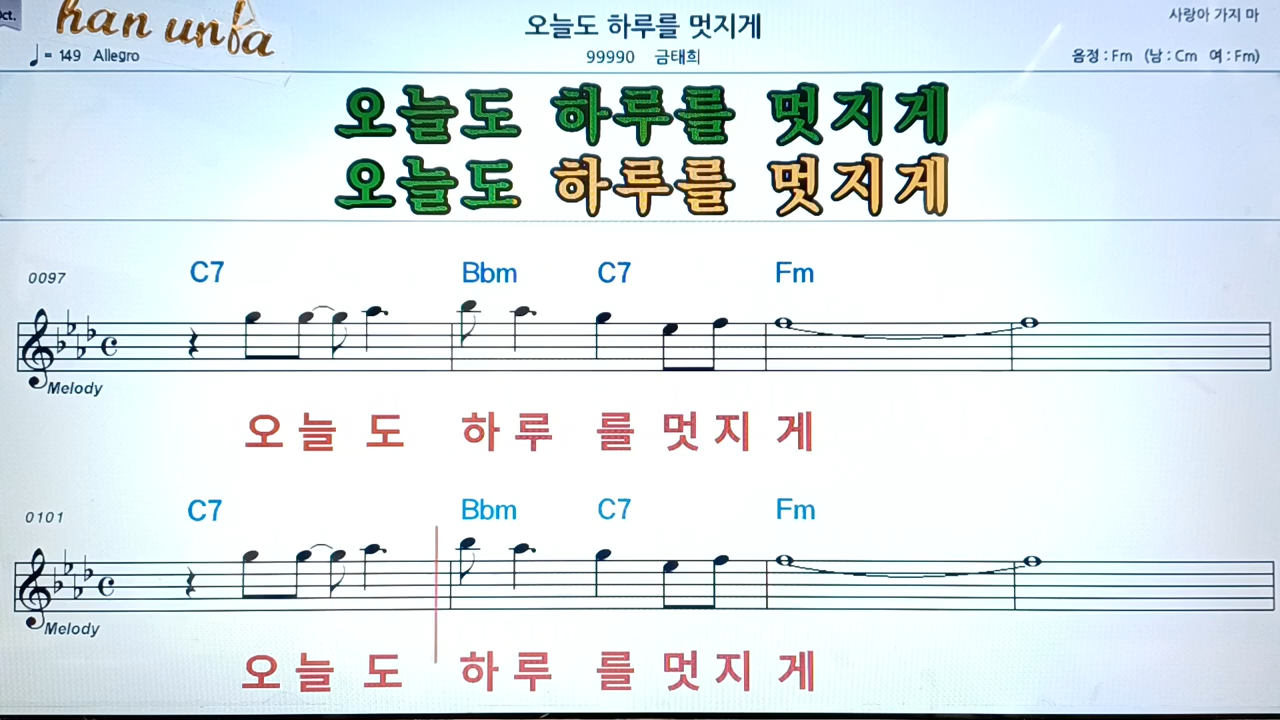 Oct.
han unfa
오늘도 하루를 멋지게
사랑아 가지 마
♩ = 149 Allegro
99990 금태희
음정 : Fm (남 : Cm 여 : Fm)
오늘도 하루를 멋지게
오늘도 하루를 멋지게
0097
C7 Bbm C7 Fm
Melody
오 늘 도 하 루 를 멋 지 게
0101
C7 Bbm C7 Fm
Melody
오 늘 도 하 루 를 멋 지 게